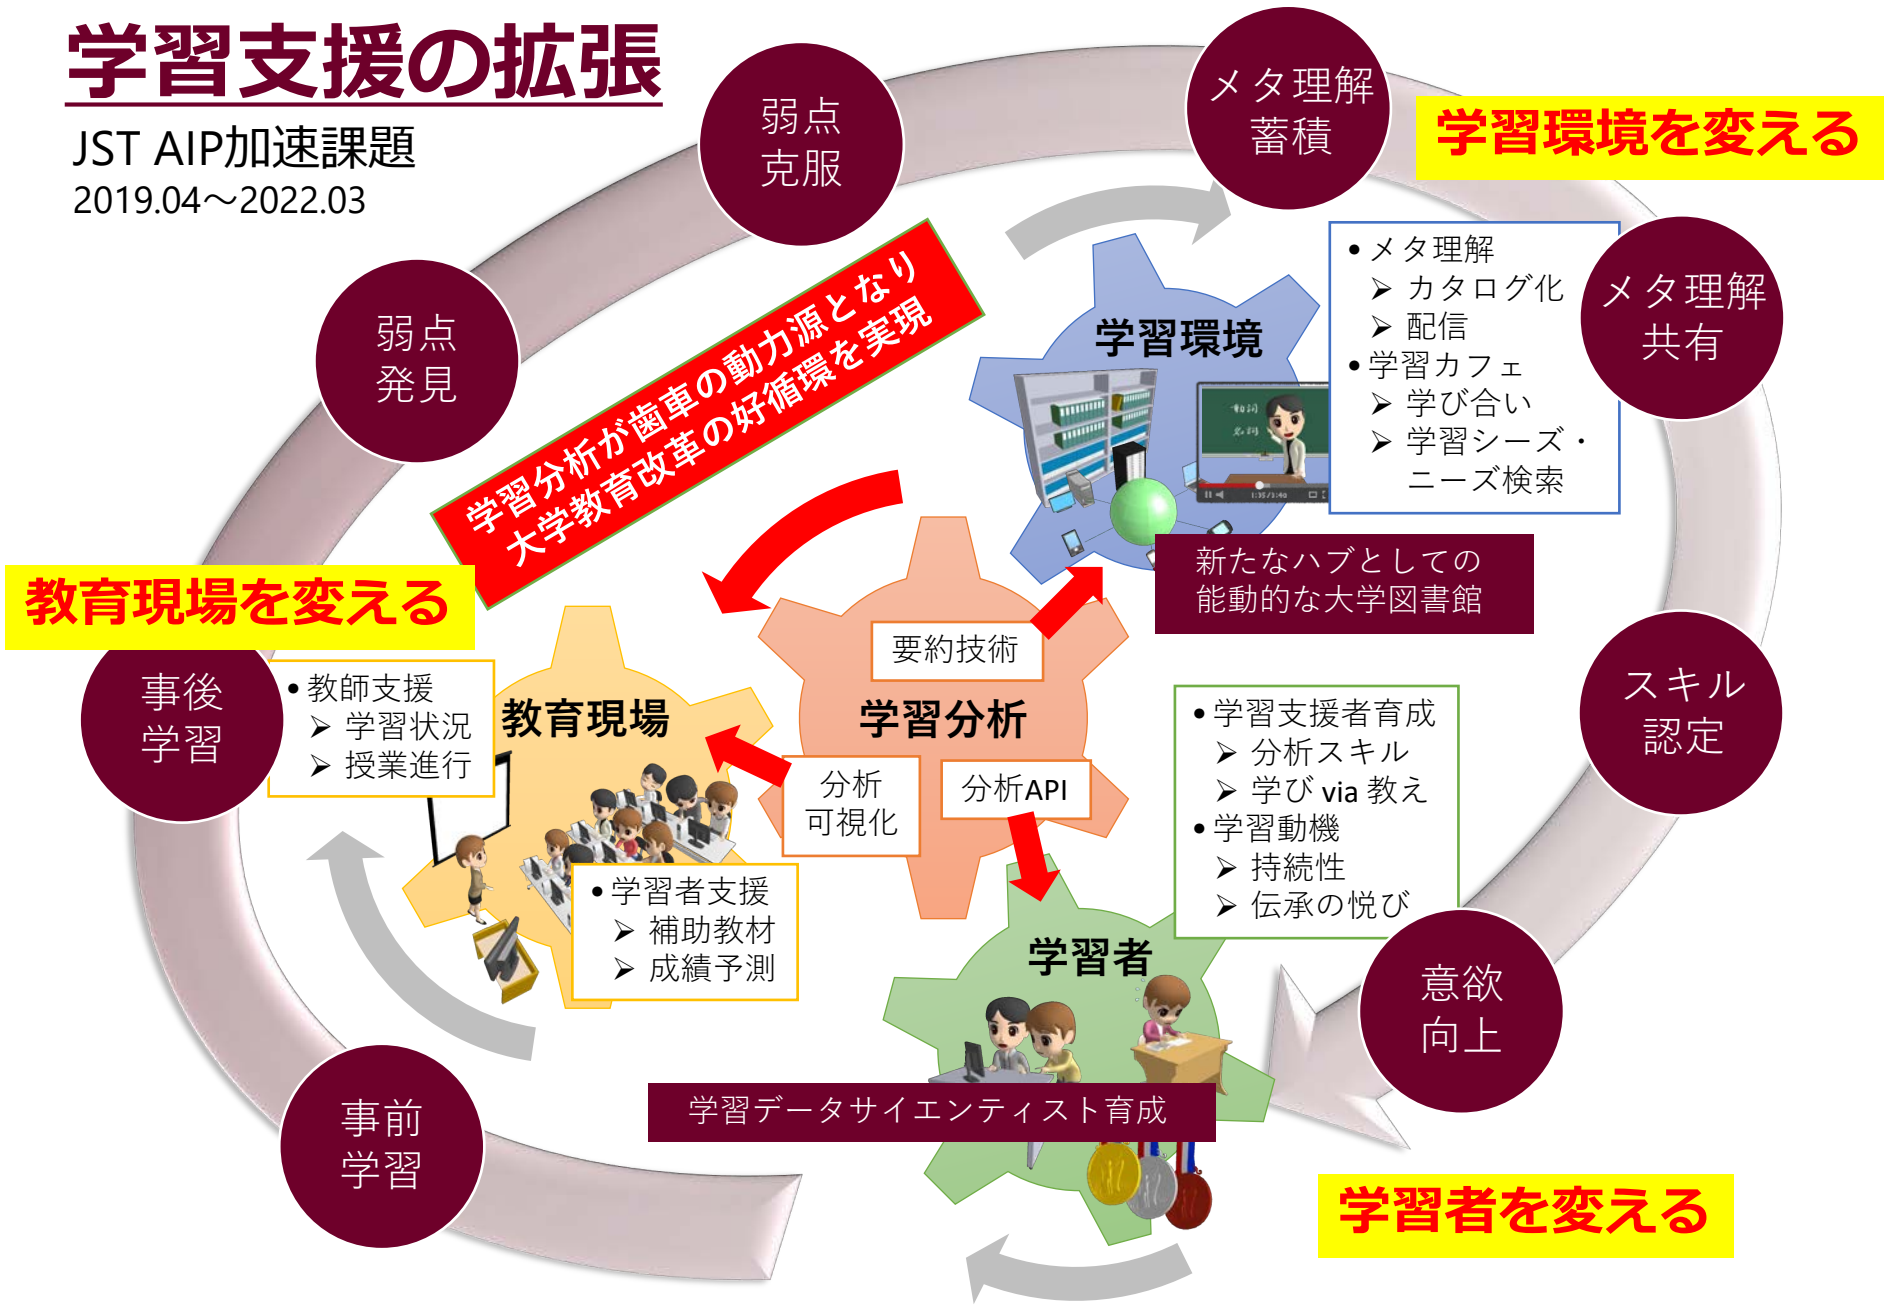 学習支援の拡張
JST AIP加速課題
2019.04～2022.03
弱点
克服
メタ理解
蓄積
学習環境を変える
弱点
発見
学習分析が歯車の動力源となり
大学教育改革の好循環を実現
学習環境
• メタ理解
➢ カタログ化
➢ 配信
• 学習カフェ
➢ 学び合い
➢ 学習シーズ・
ニーズ検索
メタ理解
共有
動詞
名詞
1:35/3:40
新たなハブとしての
能動的な大学図書館
教育現場を変える
事後
学習
• 教師支援
➢ 学習状況
➢ 授業進行
教育現場
要約技術
学習分析
分析
可視化
分析API
• 学習者支援
➢ 補助教材
➢ 成績予測
• 学習支援者育成
➢ 分析スキル
➢ 学び via 教え
• 学習動機
➢ 持続性
➢ 伝承の悦び
スキル
認定
学習者
意欲
向上
学習データサイエンティスト育成
事前
学習
学習者を変える